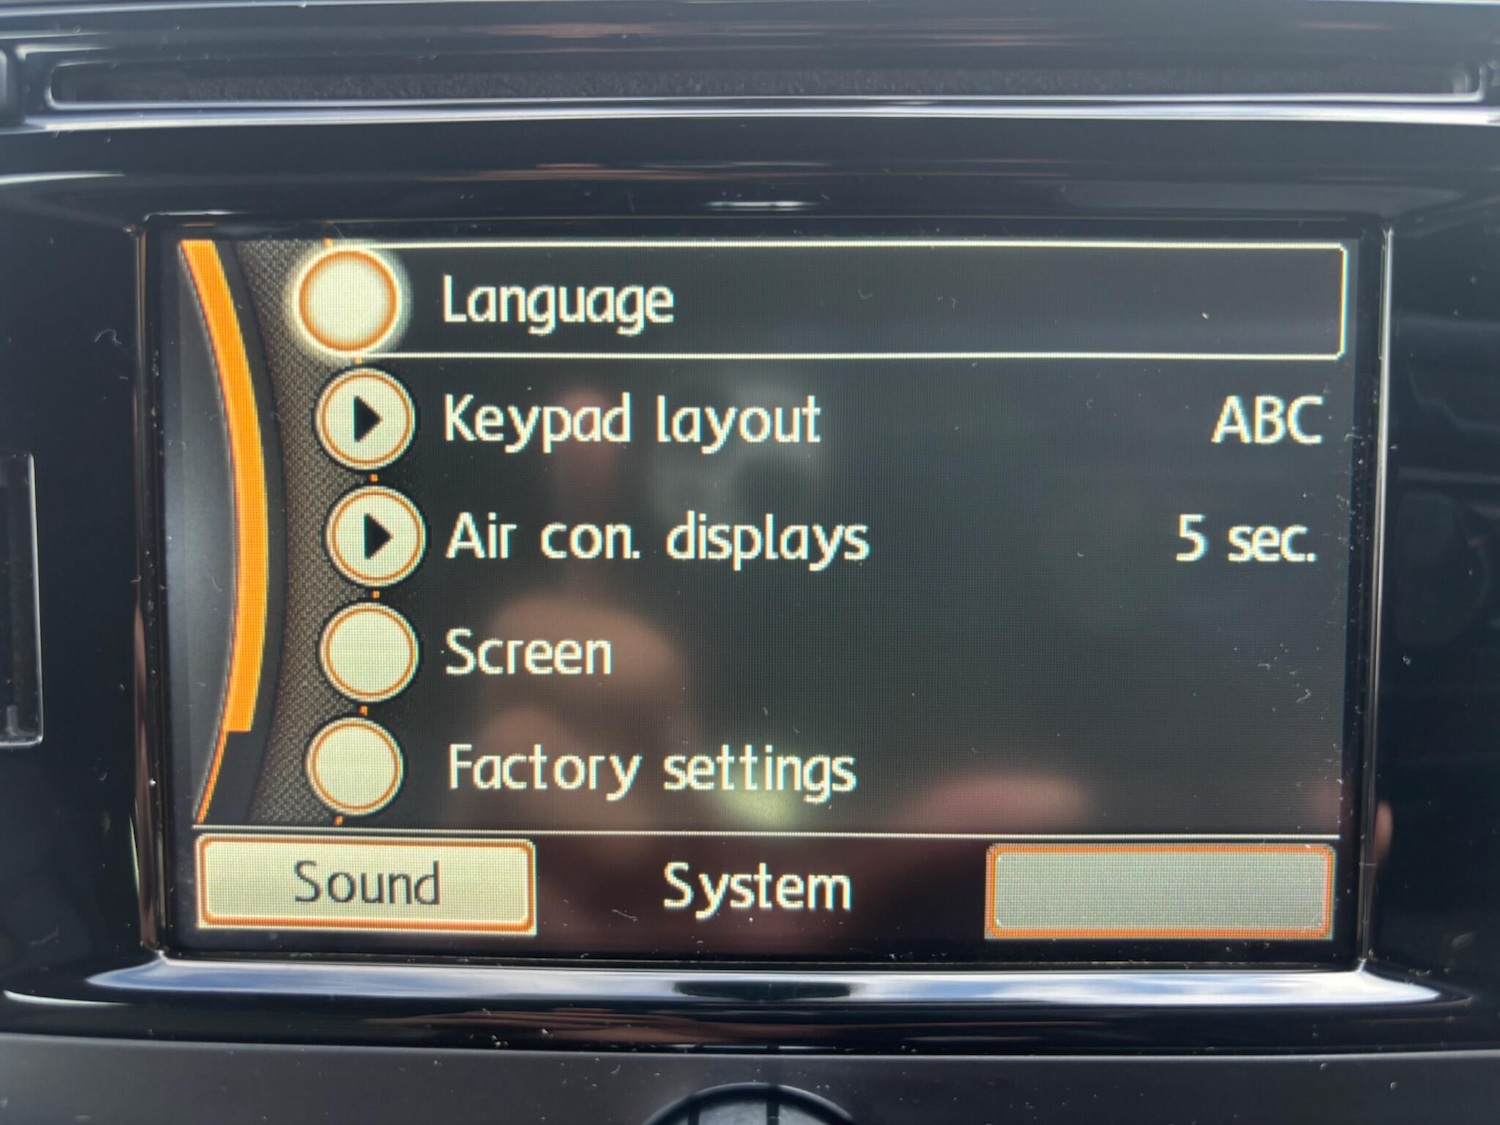 Language
Keypad layout ABC
Air con. displays 5 sec.
Screen
Factory settings
Sound System